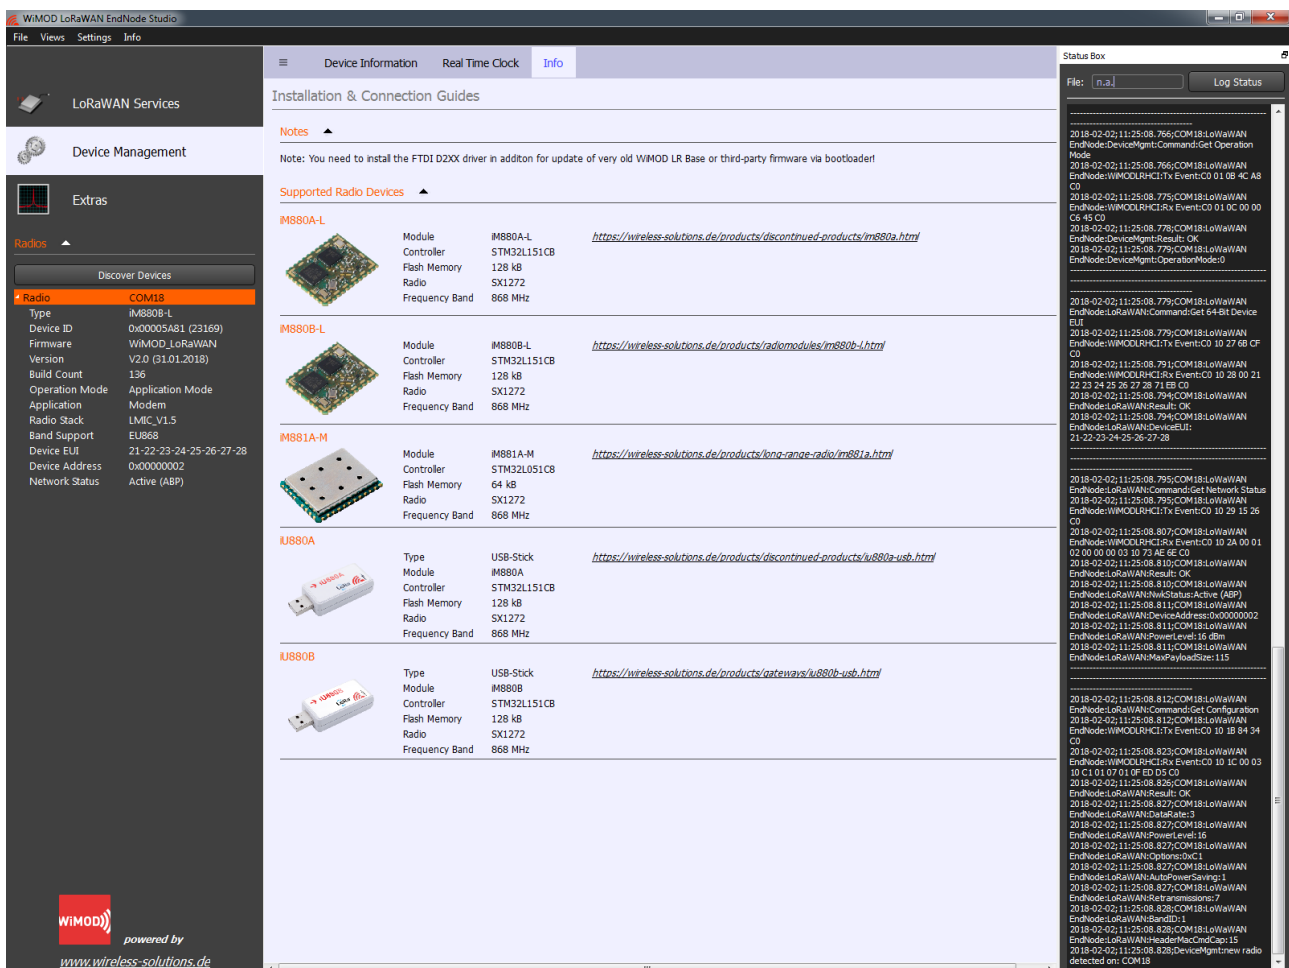 WiMOD LoRaWAN EndNode Studio
File Views Settings Info
LoRaWAN Services
Device Management
Extras
Radios
Discover Devices
Radio COM18
Type iM880B-L
Device ID 0x00005A81 (23169)
Firmware WiMOD_LoRaWAN
Version V2.0 (31.01.2018)
Build Count 136
Operation Mode Application Mode
Application Modem
Radio Stack LMIC_V1.5
Band Support EU868
Device EUI 21-22-23-24-25-26-27-28
Device Address 0x00000002
Network Status Active (ABP)
WiMOD
powered by
www.wireless-solutions.de
Device Information Real Time Clock Info
Installation & Connection Guides
Notes
Note: You need to install the FTDI D2XX driver in additon for update of very old WiMOD LR Base or third-party firmware via bootloader!
Supported Radio Devices
iM880A-L
Module iM880A-L https://wireless-solutions.de/products/discontinued-products/im880a.html
Controller STM32L151CB
Flash Memory 128 kB
Radio SX1272
Frequency Band 868 MHz
iM880B-L
Module iM880B-L https://wireless-solutions.de/products/radiomodules/im880b-l.html
Controller STM32L151CB
Flash Memory 128 kB
Radio SX1272
Frequency Band 868 MHz
iM881A-M
Module iM881A-M https://wireless-solutions.de/products/long-range-radio/im881a.html
Controller STM32L051C8
Flash Memory 64 kB
Radio SX1272
Frequency Band 868 MHz
iU880A
Type USB-Stick https://wireless-solutions.de/products/discontinued-products/iu880a-usb.html
Module iM880A
Controller STM32L151CB
Flash Memory 128 kB
Radio SX1272
Frequency Band 868 MHz
iU880A
iU880B
Type USB-Stick https://wireless-solutions.de/products/gateways/iu880b-usb.html
Module iM880B
Controller STM32L151CB
Flash Memory 128 kB
Radio SX1272
Frequency Band 868 MHz
iU880B
Status Box
File: n.a. Log Status
2018-02-02;11:25:08.766;COM18:LoWaWAN
EndNode:DeviceMgmt:Command:Get Operation
Mode
2018-02-02;11:25:08.766;COM18:LoWaWAN
EndNode:WiMODLRHCI:Tx Event:C0 01 0B 4C A8
C0
2018-02-02;11:25:08.775;COM18:LoWaWAN
EndNode:WiMODLRHCI:Rx Event:C0 01 0C 00 00
C6 45 C0
2018-02-02;11:25:08.778;COM18:LoWaWAN
EndNode:DeviceMgmt:Result: OK
2018-02-02;11:25:08.779;COM18:LoWaWAN
EndNode:DeviceMgmt:OperationMode:0
2018-02-02;11:25:08.779;COM18:LoWaWAN
EndNode:LoRaWAN:Command:Get 64-Bit Device
EUI
2018-02-02;11:25:08.779;COM18:LoWaWAN
EndNode:WiMODLRHCI:Tx Event:C0 10 27 6B CF
C0
2018-02-02;11:25:08.791;COM18:LoWaWAN
EndNode:WiMODLRHCI:Rx Event:C0 10 28 00 21
22 23 24 25 26 27 28 71 EB C0
2018-02-02;11:25:08.794;COM18:LoWaWAN
EndNode:LoRaWAN:Result: OK
2018-02-02;11:25:08.794;COM18:LoWaWAN
EndNode:LoRaWAN:DeviceEUI:
21-22-23-24-25-26-27-28
2018-02-02;11:25:08.795;COM18:LoWaWAN
EndNode:LoRaWAN:Command:Get Network Status
2018-02-02;11:25:08.795;COM18:LoWaWAN
EndNode:WiMODLRHCI:Tx Event:C0 10 29 15 26
C0
2018-02-02;11:25:08.807;COM18:LoWaWAN
EndNode:WiMODLRHCI:Rx Event:C0 10 2A 00 01
02 00 00 00 03 10 73 AE 6E C0
2018-02-02;11:25:08.810;COM18:LoWaWAN
EndNode:LoRaWAN:Result: OK
2018-02-02;11:25:08.810;COM18:LoWaWAN
EndNode:LoRaWAN:NwkStatus:Active (ABP)
2018-02-02;11:25:08.811;COM18:LoWaWAN
EndNode:LoRaWAN:DeviceAddress:0x00000002
2018-02-02;11:25:08.811;COM18:LoWaWAN
EndNode:LoRaWAN:PowerLevel:16 dBm
2018-02-02;11:25:08.811;COM18:LoWaWAN
EndNode:LoRaWAN:MaxPayloadSize:115
2018-02-02;11:25:08.812;COM18:LoWaWAN
EndNode:LoRaWAN:Command:Get Configuration
2018-02-02;11:25:08.812;COM18:LoWaWAN
EndNode:WiMODLRHCI:Tx Event:C0 10 1B 84 34
C0
2018-02-02;11:25:08.823;COM18:LoWaWAN
EndNode:WiMODLRHCI:Rx Event:C0 10 1C 00 03
10 C1 01 07 01 0F ED D5 C0
2018-02-02;11:25:08.826;COM18:LoWaWAN
EndNode:LoRaWAN:Result: OK
2018-02-02;11:25:08.827;COM18:LoWaWAN
EndNode:LoRaWAN:DataRate:3
2018-02-02;11:25:08.827;COM18:LoWaWAN
EndNode:LoRaWAN:PowerLevel:16
2018-02-02;11:25:08.827;COM18:LoWaWAN
EndNode:LoRaWAN:Options:0xC1
2018-02-02;11:25:08.827;COM18:LoWaWAN
EndNode:LoRaWAN:AutoPowerSaving:1
2018-02-02;11:25:08.827;COM18:LoWaWAN
EndNode:LoRaWAN:Retransmissions:7
2018-02-02;11:25:08.828;COM18:LoWaWAN
EndNode:LoRaWAN:BandID:1
2018-02-02;11:25:08.828;COM18:LoWaWAN
EndNode:LoRaWAN:HeaderMacCmdCap:15
2018-02-02;11:25:08.828;DeviceMgmt:new radio
detected on: COM18